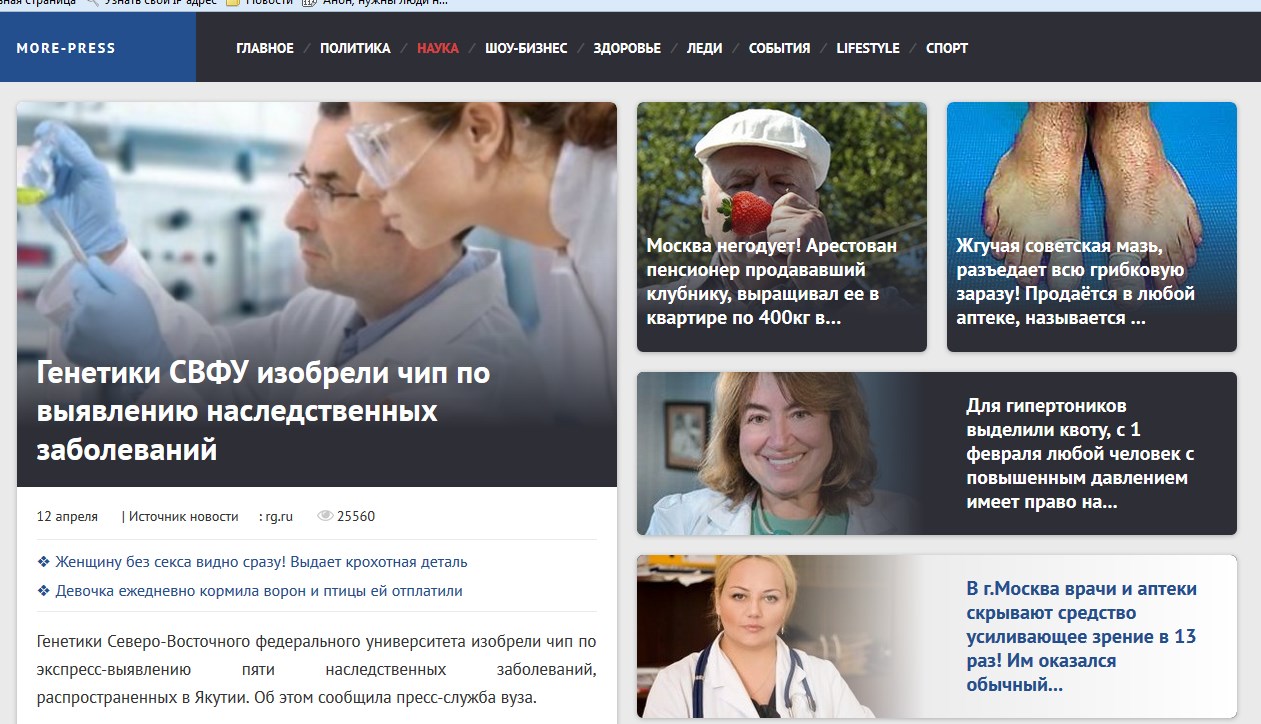 Узнать свой IP адрес
Новости
Анон, нужны люди н...
MORE-PRESS
ГЛАВНОЕ / ПОЛИТИКА / НАУКА / ШОУ-БИЗНЕС / ЗДОРОВЬЕ / ЛЕДИ / СОБЫТИЯ / LIFESTYLE / СПОРТ
Генетики СВФУ изобрели чип по
выявлению наследственных
заболеваний
12 апреля | Источник новости : rg.ru 25560
❖ Женщину без секса видно сразу! Выдает крохотная деталь
❖ Девочка ежедневно кормила ворон и птицы ей отплатили
Генетики Северо-Восточного федерального университета изобрели чип по
экспресс-выявлению пяти наследственных заболеваний,
распространенных в Якутии. Об этом сообщила пресс-служба вуза.
Москва негодует! Арестован
пенсионер продававший
клубнику, выращивал ее в
квартире по 400кг в...
Жгучая советская мазь,
разъедает всю грибковую
заразу! Продаётся в любой
аптеке, называется ...
Для гипертоников
выделили квоту, с 1
февраля любой человек с
повышенным давлением
имеет право на...
В г.Москва врачи и аптеки
скрывают средство
усиливающее зрение в 13
раз! Им оказался
обычный...